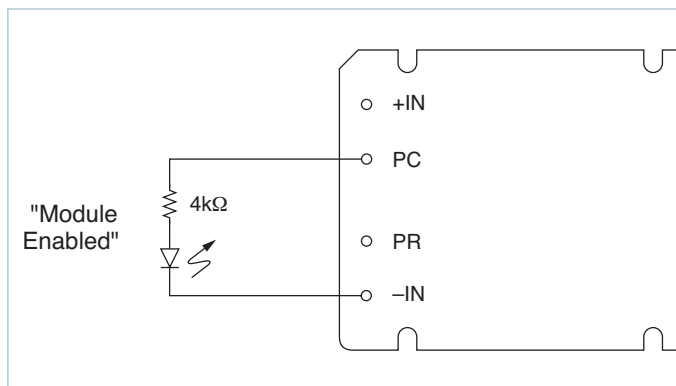 +IN
PC
4kΩ
"Module
Enabled"
PR
–IN